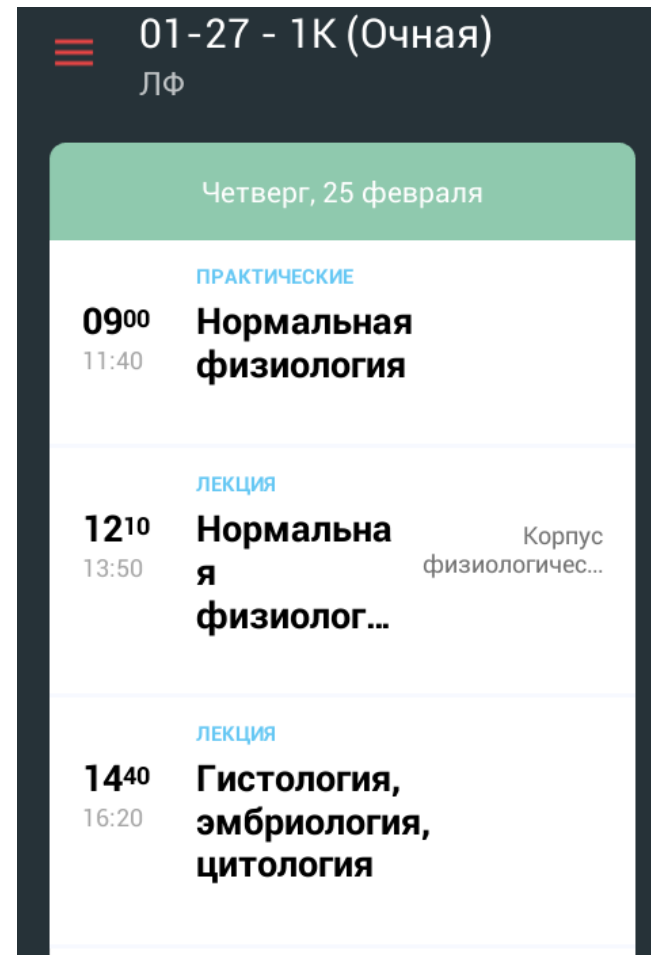 01-27 - 1К (Очная)
ЛФ
Четверг, 25 февраля
ПРАКТИЧЕСКИЕ
0900
11:40
Нормальная
физиология
ЛЕКЦИЯ
1210
13:50
Нормальна
я
физиолог...
Корпус
физиологичес...
ЛЕКЦИЯ
1440
16:20
Гистология,
эмбриология,
цитология